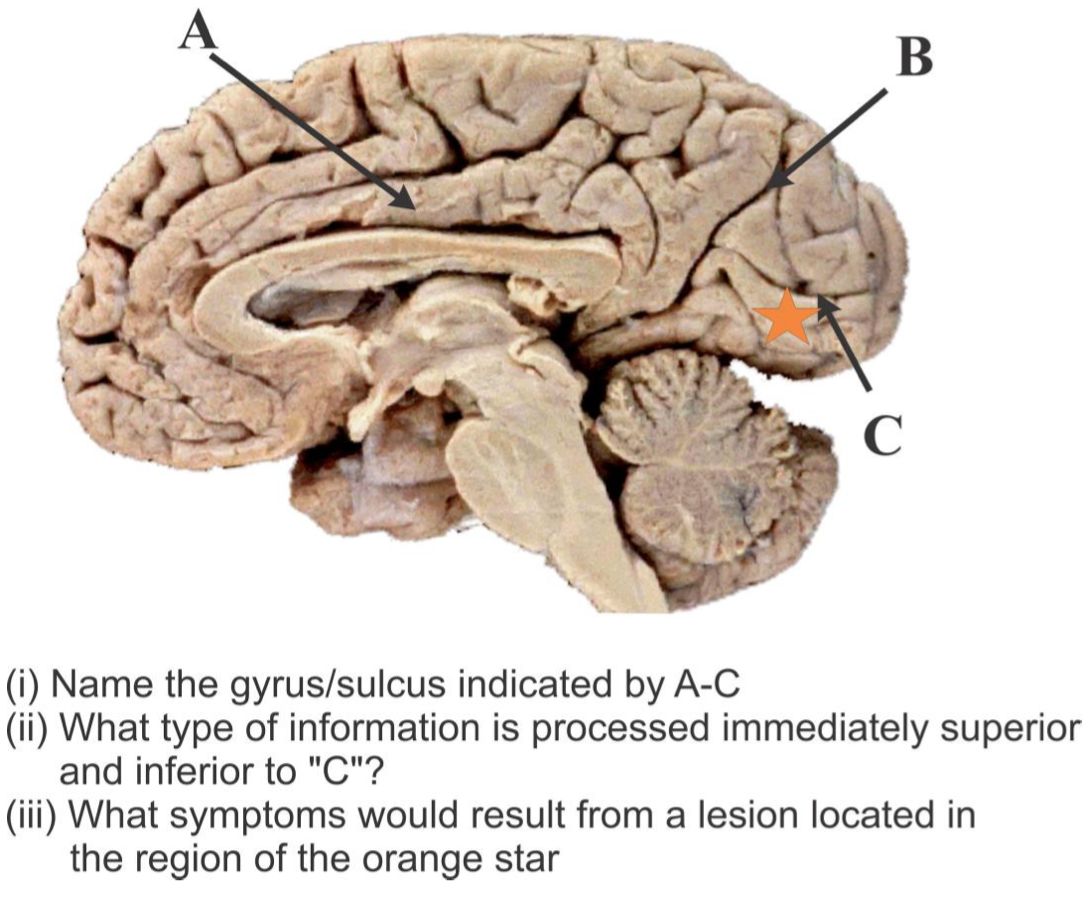 A
B
C
(i) Name the gyrus/sulcus indicated by A-C
(ii) What type of information is processed immediately superior
and inferior to "C"?
(iii) What symptoms would result from a lesion located in
the region of the orange star